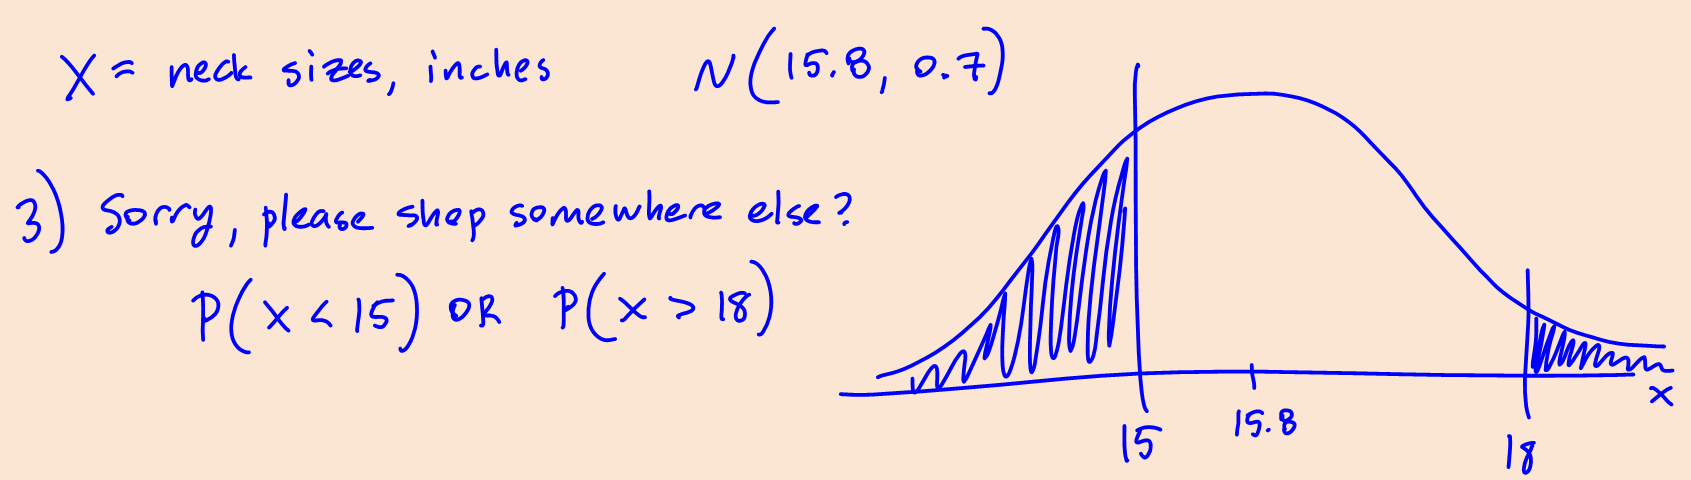 X = neck sizes, inches N(15.8, 0.7)
3) Sorry, please shop somewhere else?
P(x < 15) OR P(x > 18)
x
15 15.8 18